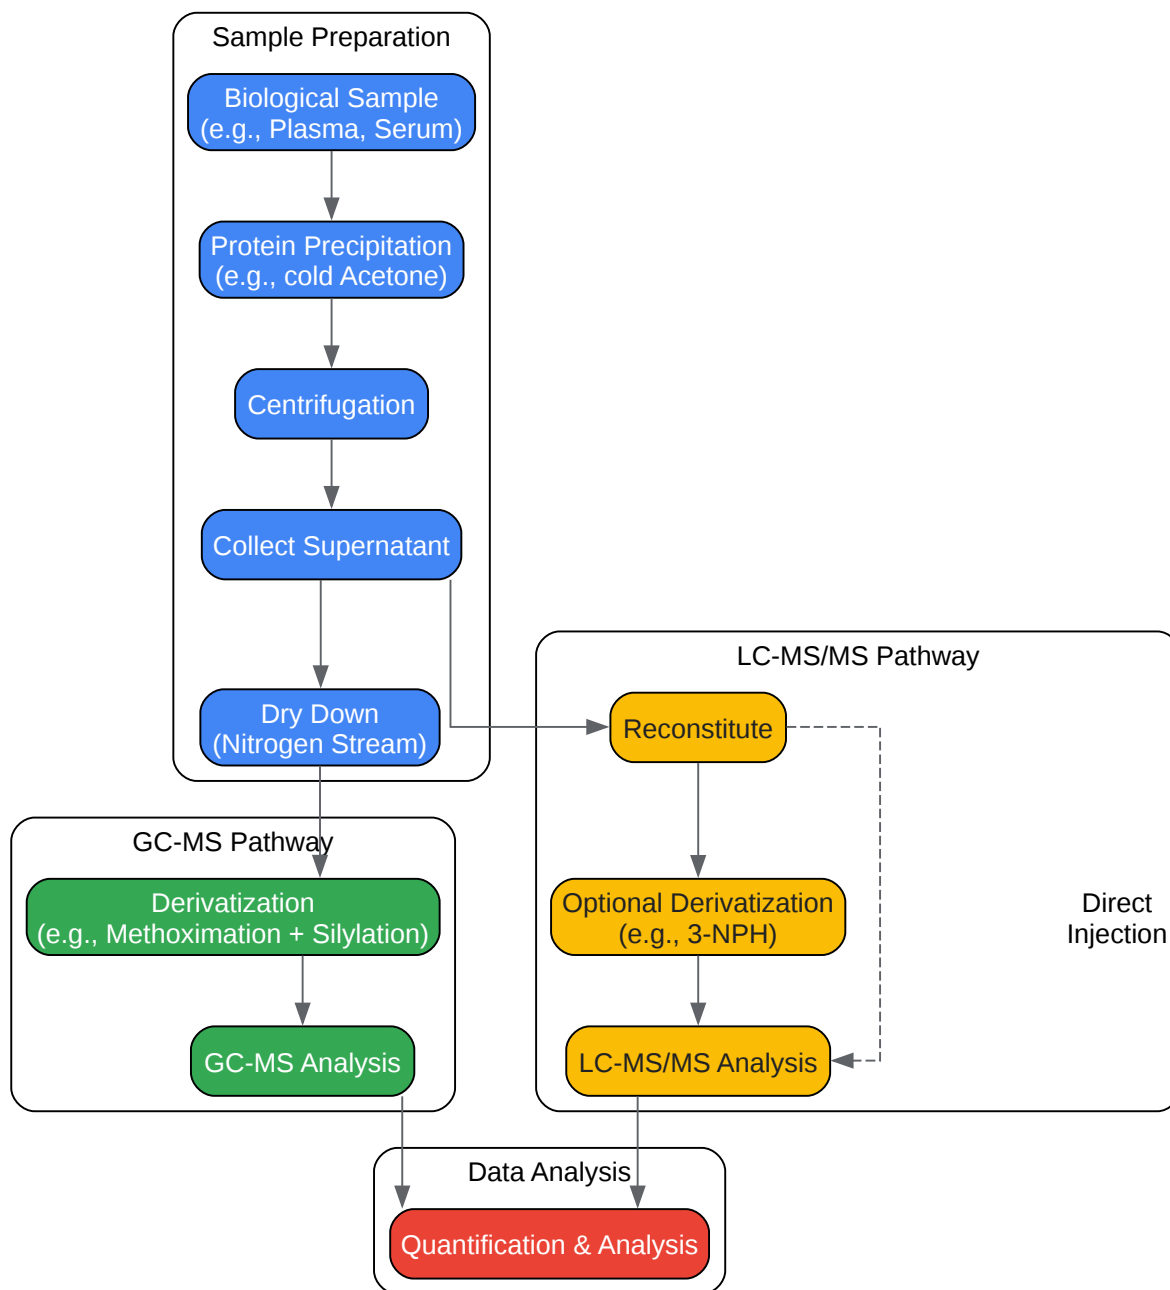 Sample Preparation
Biological Sample
(e.g., Plasma, Serum)
Protein Precipitation
(e.g., cold Acetone)
Centrifugation
Collect Supernatant
Dry Down
(Nitrogen Stream)
GC-MS Pathway
Derivatization
(e.g., Methoximation + Silylation)
GC-MS Analysis
LC-MS/MS Pathway
Reconstitute
Optional Derivatization
(e.g., 3-NPH)
Direct
Injection
LC-MS/MS Analysis
Data Analysis
Quantification & Analysis